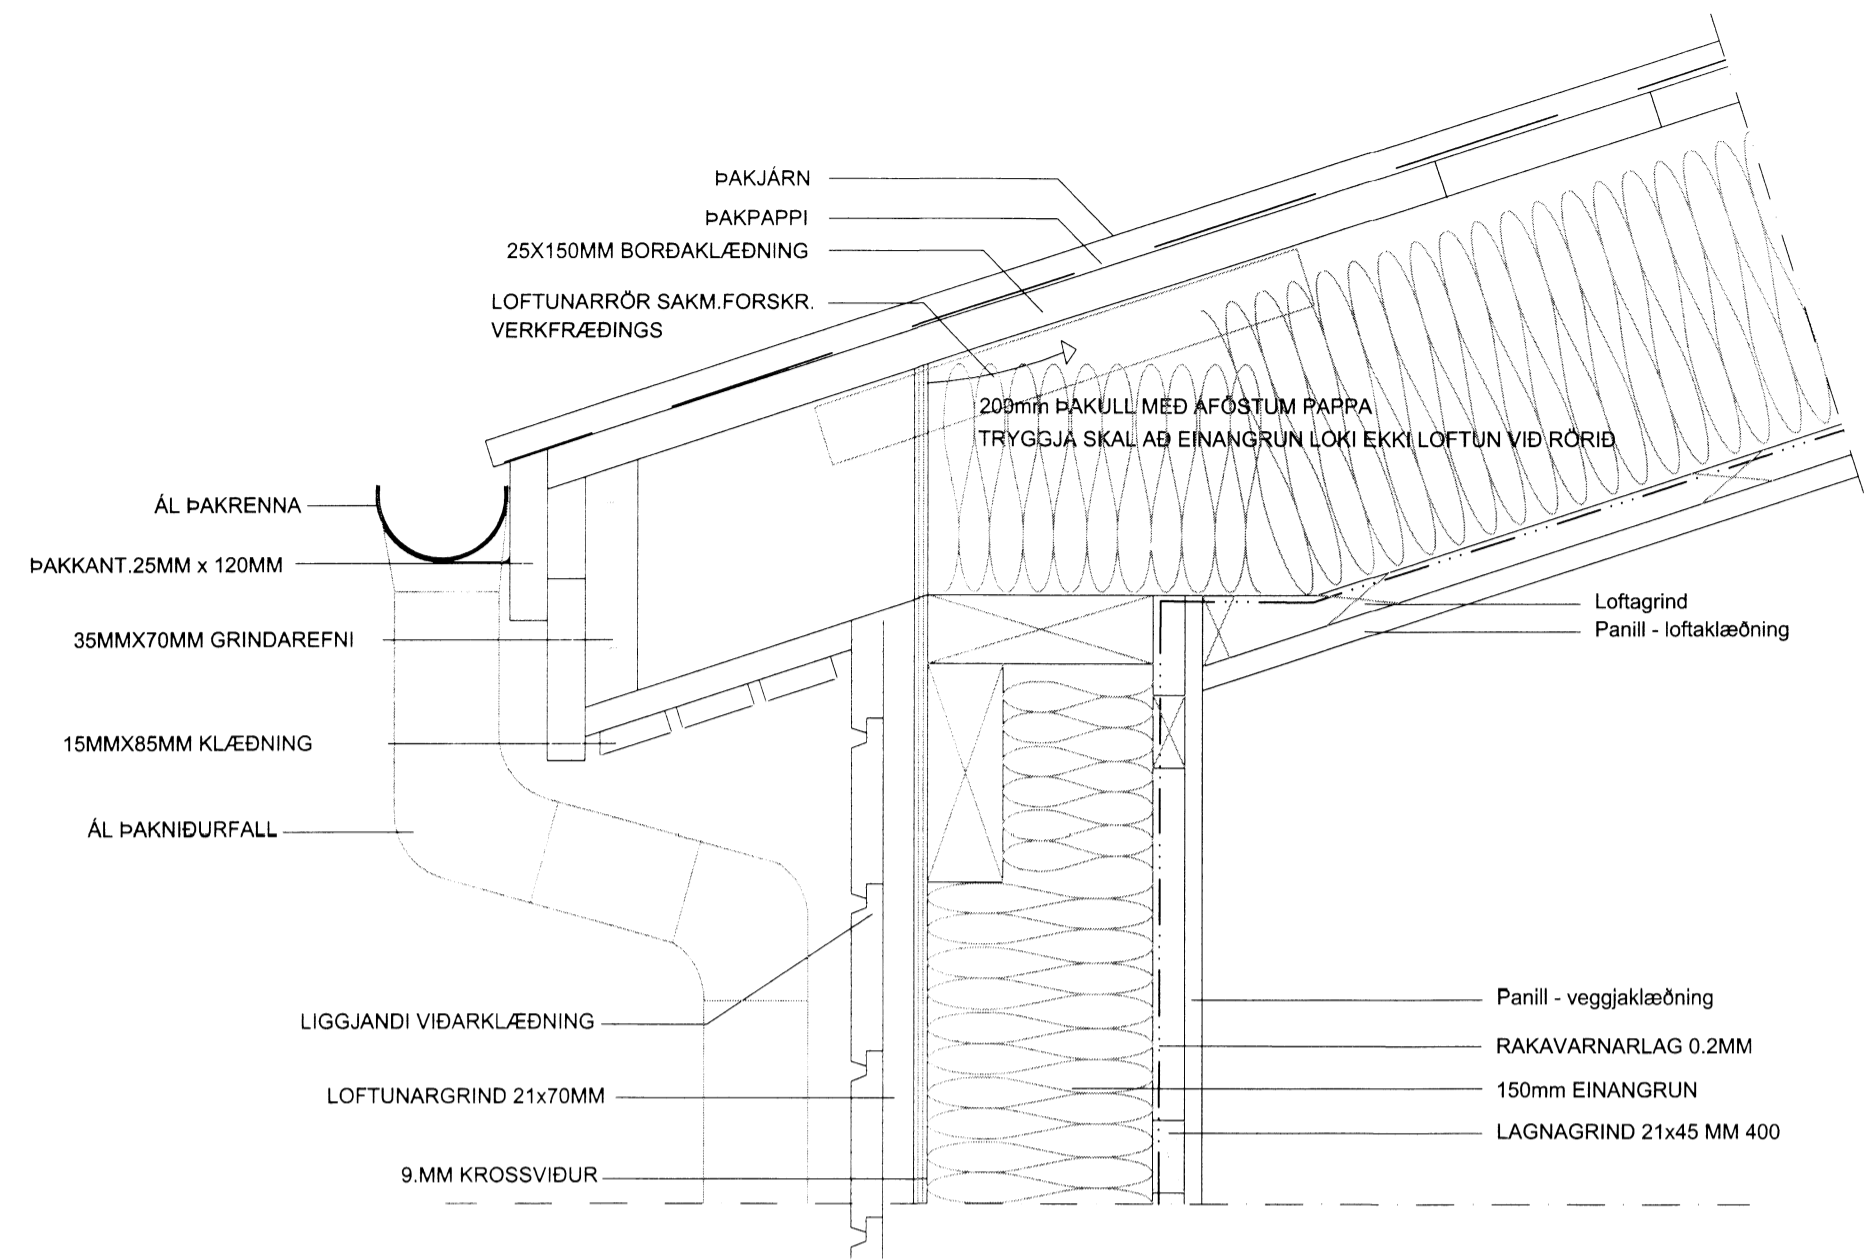 ÞAKJÁRN
ÞAKPAPPI
25X150MM BORÐAKLÆÐNING
LOFTUNARRÖR SAKM.FORSKR.
VERKFRÆÐINGS
200mm ÞAKULL MEÐ ÁFÖSTUM PAPPA
TRYGGJA SKAL AÐ EINANGRUN LOKI EKKI LOFTUN VIÐ RÖRIÐ
ÁL ÞAKRENNA
ÞAKKANT.25MM x 120MM
35MMX70MM GRINDAREFNI
15MMX85MM KLÆÐNING
ÁL ÞAKNIÐURFALL
LIGGJANDI VIÐARKLÆÐNING
LOFTUNARGRIND 21x70MM
9.MM KROSSVIÐUR
Loftagrind
Panill - loftaklæðning
Panill - veggjaklæðning
RAKAVARNARLAG 0.2MM
150mm EINANGRUN
LAGNAGRIND 21x45 MM 400